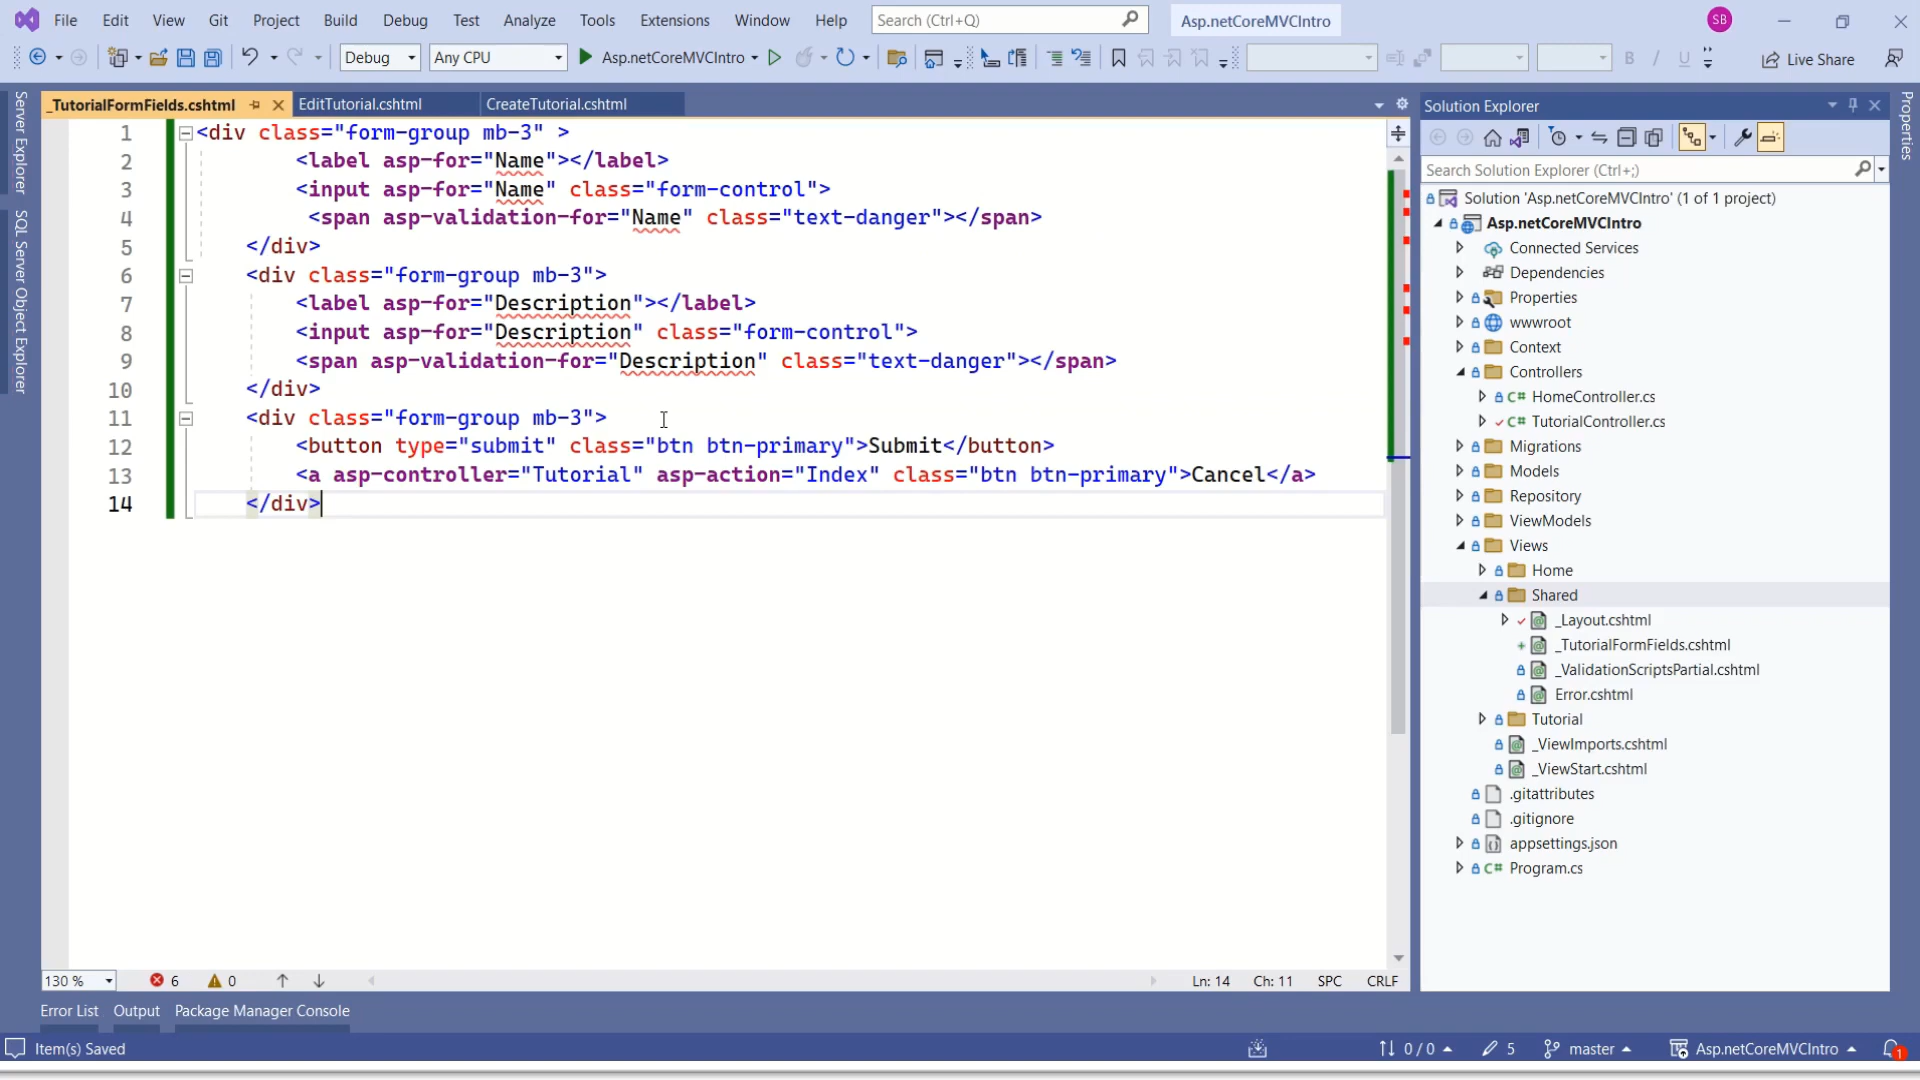 File Edit View Git Project Build Debug Test Analyze Tools Extensions Window Help Search (Ctrl+Q) Asp.netCoreMVCIntro SB
Debug Any CPU Asp.netCoreMVCIntro Live Share
_TutorialFormFields.cshtml EditTutorial.cshtml CreateTutorial.cshtml
Server Explorer
SQL Server Object Explorer
1 <div class="form-group mb-3" >
2 <label asp-for="Name"></label>
3 <input asp-for="Name" class="form-control">
4 <span asp-validation-for="Name" class="text-danger"></span>
5 </div>
6 <div class="form-group mb-3">
7 <label asp-for="Description"></label>
8 <input asp-for="Description" class="form-control">
9 <span asp-validation-for="Description" class="text-danger"></span>
10 </div>
11 <div class="form-group mb-3">
12 <button type="submit" class="btn btn-primary">Submit</button>
13 <a asp-controller="Tutorial" asp-action="Index" class="btn btn-primary">Cancel</a>
14 </div>
130 % 6 0 Ln: 14 Ch: 11 SPC CRLF
Solution Explorer
Search Solution Explorer (Ctrl+;)
Solution 'Asp.netCoreMVCIntro' (1 of 1 project)
Asp.netCoreMVCIntro
Connected Services
Dependencies
Properties
wwwroot
Context
Controllers
C# HomeController.cs
C# TutorialController.cs
Migrations
Models
Repository
ViewModels
Views
Home
Shared
_Layout.cshtml
_TutorialFormFields.cshtml
_ValidationScriptsPartial.cshtml
Error.cshtml
Tutorial
_ViewImports.cshtml
_ViewStart.cshtml
.gitattributes
.gitignore
appsettings.json
C# Program.cs
Properties
Error List Output Package Manager Console
Item(s) Saved 0 / 0 5 master Asp.netCoreMVCIntro 1